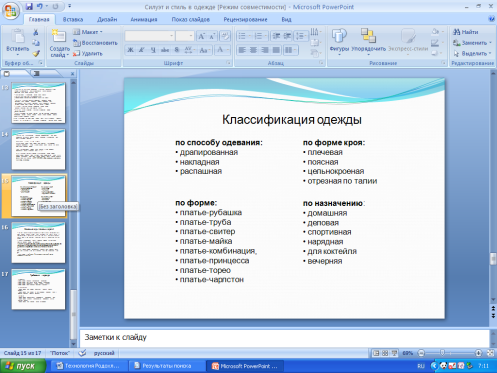 Силуэт и стиль в одежде [Режим совместимости] - Microsoft PowerPoint
Главная Вставка Дизайн Анимация Показ слайдов Рецензирование Вид
Вставить
Создать слайд
Макет
Восстановить
Удалить
Фигуры Упорядочить Экспресс-стили
Найти
Заменить
Выделить
Буфер об... Слайды Шрифт Абзац Рисование Редактирование
13
14
15
Без заголовка
16
17
Классификация одежды
по способу одевания:
• драпированная
• накладная
• распашная
по форме кроя:
• плечевая
• поясная
• цельнокроеная
• отрезная по талии
по форме:
• платье-рубашка
• платье-труба
• платье-свитер
• платье-майка
• платье-комбинация,
• платье-принцесса
• платье-торео
• платье-чарпстон
по назначению:
• домашняя
• деповая
• спортивная
• нарядная
• для коктейля
• вечерняя
Заметки к слайду
Слайд 15 из 17 "Поток" русский 68%
пуск Технология Родосл... Результаты поиска Microsoft PowerPoint ... RU 7:11